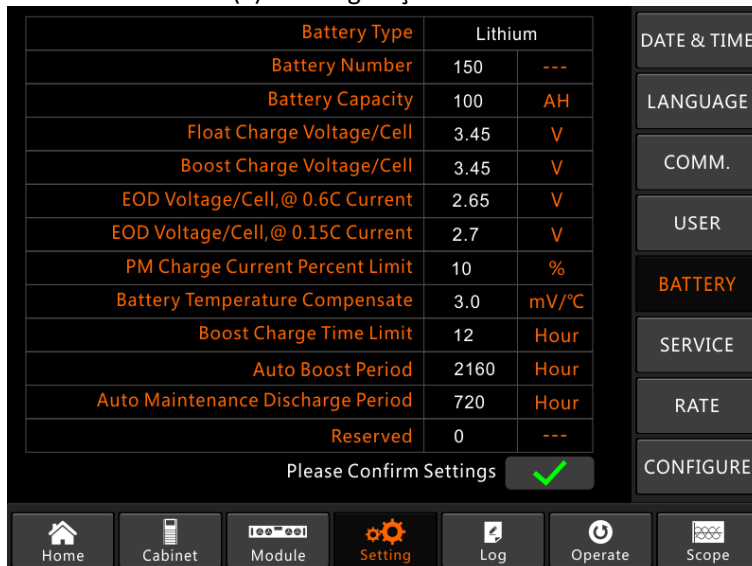 Battery Type Lithium
Battery Number 150 ---
Battery Capacity 100 AH
Float Charge Voltage/Cell 3.45 V
Boost Charge Voltage/Cell 3.45 V
EOD Voltage/Cell,@ 0.6C Current 2.65 V
EOD Voltage/Cell,@ 0.15C Current 2.7 V
PM Charge Current Percent Limit 10 %
Battery Temperature Compensate 3.0 mV/℃
Boost Charge Time Limit 12 Hour
Auto Boost Period 2160 Hour
Auto Maintenance Discharge Period 720 Hour
Reserved 0 ---
Please Confirm Settings
DATE & TIME
LANGUAGE
COMM.
USER
BATTERY
SERVICE
RATE
CONFIGURE
Home Cabinet Module Setting Log Operate Scope